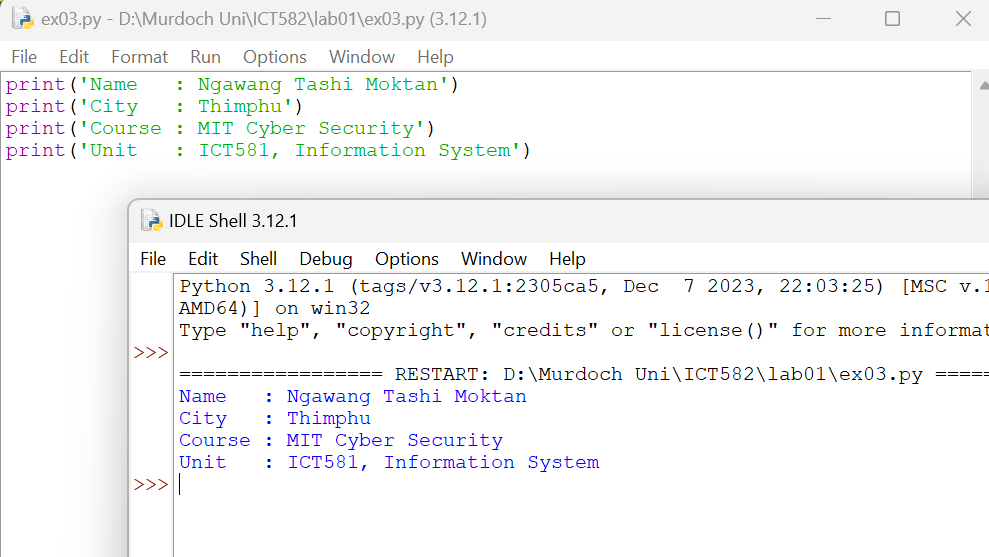 ex03.py - D:\Murdoch Uni\ICT582\lab01\ex03.py (3.12.1)
File Edit Format Run Options Window Help
print('Name   : Ngawang Tashi Moktan')
print('City   : Thimphu')
print('Course : MIT Cyber Security')
print('Unit   : ICT581, Information System')
IDLE Shell 3.12.1
File Edit Shell Debug Options Window Help
Python 3.12.1 (tags/v3.12.1:2305ca5, Dec  7 2023, 22:03:25) [MSC v.1
AMD64)] on win32
Type "help", "copyright", "credits" or "license()" for more informat
>>>
================= RESTART: D:\Murdoch Uni\ICT582\lab01\ex03.py =====
Name   : Ngawang Tashi Moktan
City   : Thimphu
Course : MIT Cyber Security
Unit   : ICT581, Information System
>>>